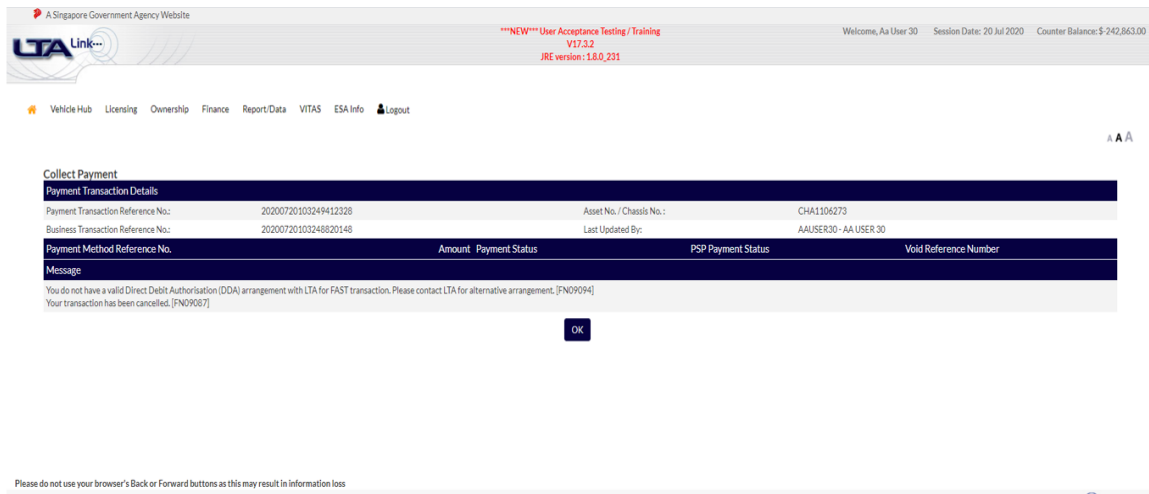 A Singapore Government Agency Website
LTA Link...
***NEW*** User Acceptance Testing / Training
V17.3.2
JRE version : 1.8.0_231
Welcome, Aa User 30 Session Date: 20 Jul 2020 Counter Balance: $-242,863.00
Vehicle Hub Licensing Ownership Finance Report/Data VITAS ESA Info Logout
A A A
Collect Payment
Payment Transaction Details
Payment Transaction Reference No.: 20200720103249412328 Asset No. / Chassis No. : CHA1106273
Business Transaction Reference No.: 20200720103248820148 Last Updated By: AAUSER30 - AA USER 30
Payment Method Reference No. Amount Payment Status PSP Payment Status Void Reference Number
Message
You do not have a valid Direct Debit Authorisation (DDA) arrangement with LTA for FAST transaction. Please contact LTA for alternative arrangement. [FN09094]
Your transaction has been cancelled. [FN09087]
OK
Please do not use your browser's Back or Forward buttons as this may result in information loss